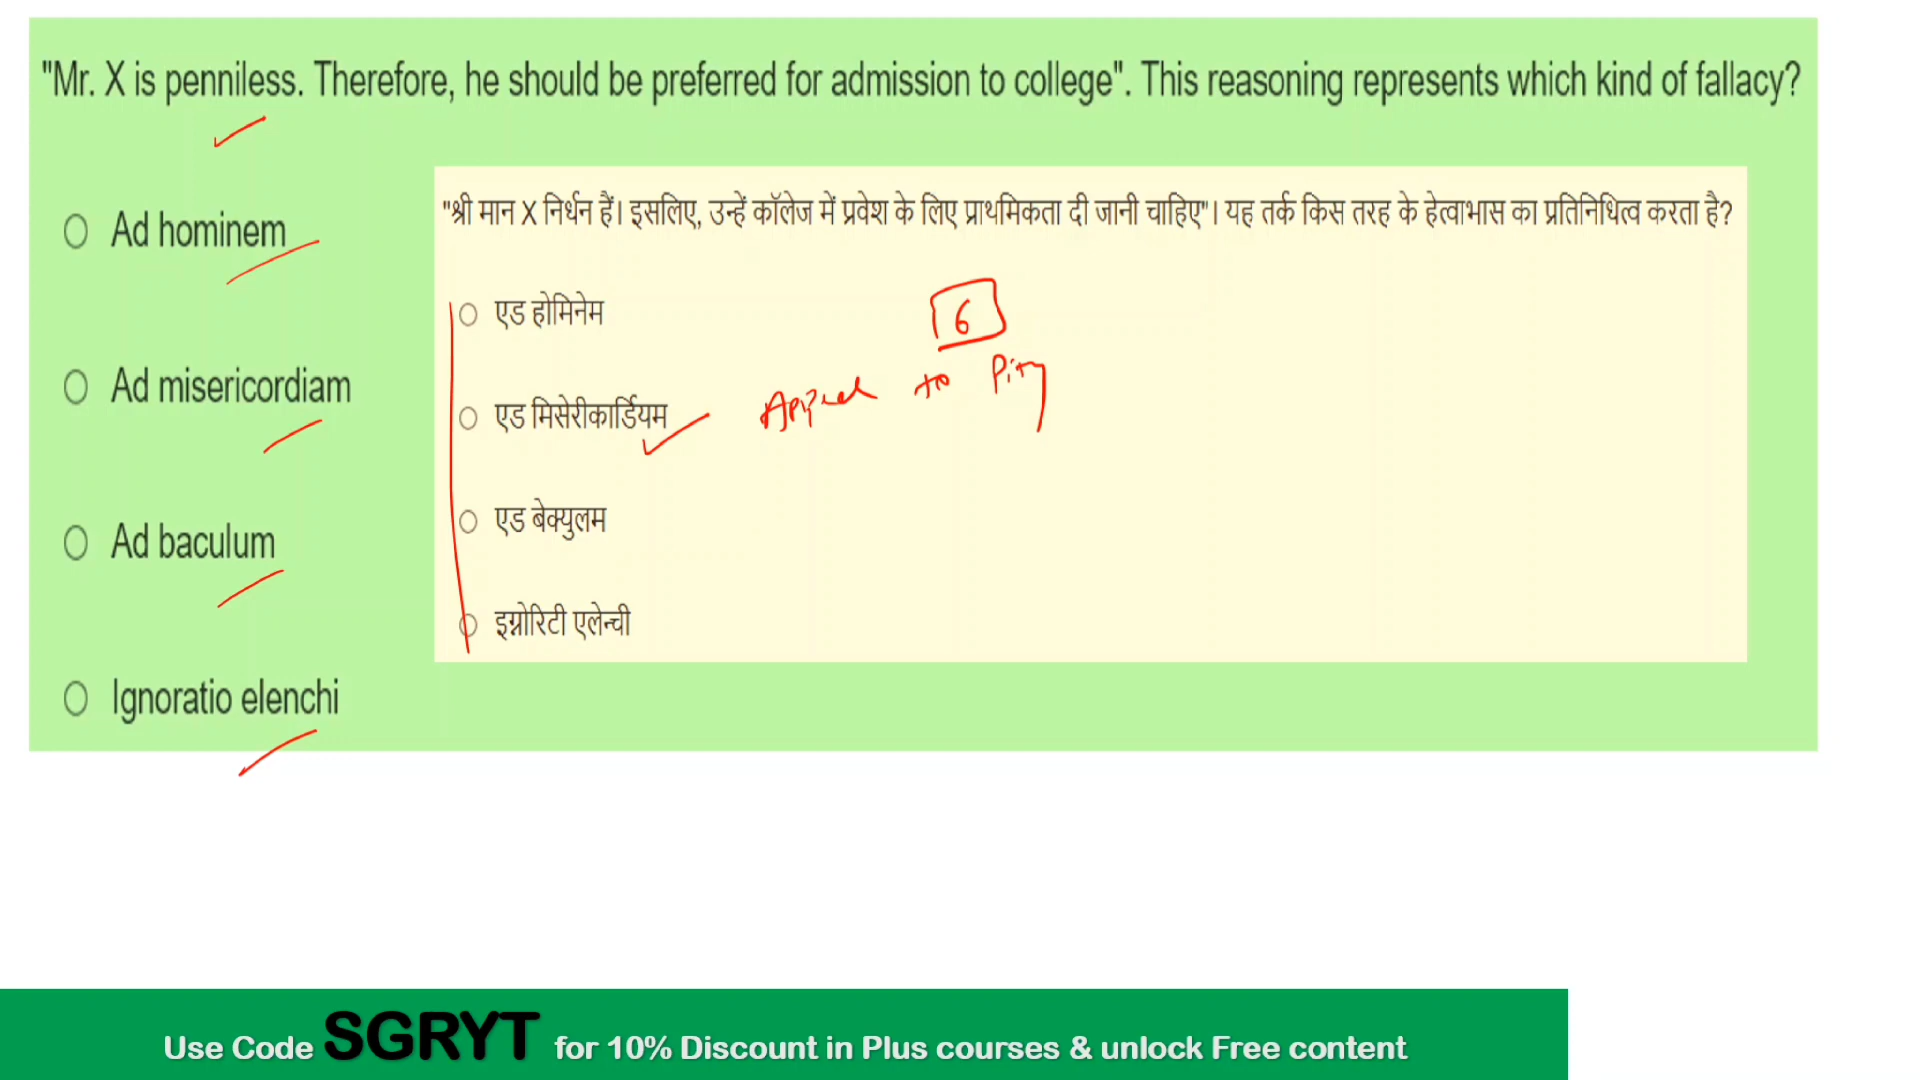 "Mr. X is penniless. Therefore, he should be preferred for admission to college". This reasoning represents which kind of fallacy?
Ad hominem
Ad misericordiam
Ad baculum
Ignoratio elenchi
"श्री मान X निर्धन हैं। इसलिए, उन्हें कॉलेज में प्रवेश के लिए प्राथमिकता दी जानी चाहिए"। यह तर्क किस तरह के हेत्वाभास का प्रतिनिधित्व करता है?
एड होमिनेम
6
एड मिसेरीकार्डियम
Appeal to Pity
एड बेक्युलम
इग्नोरिटी एलेन्ची
Use Code SGRYT for 10% Discount in Plus courses & unlock Free content